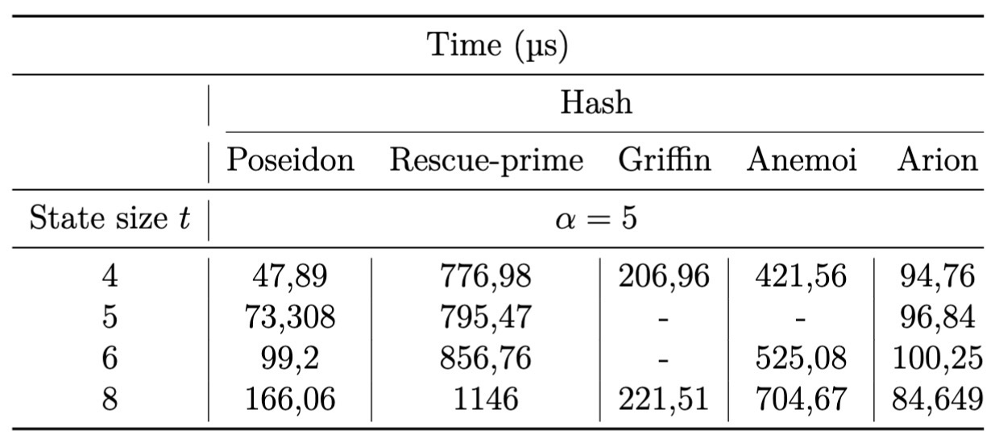 Time (µs)
Hash
Poseidon Rescue-prime Griffin Anemoi Arion
State size t α = 5
4 47,89 776,98 206,96 421,56 94,76
5 73,308 795,47 - - 96,84
6 99,2 856,76 - 525,08 100,25
8 166,06 1146 221,51 704,67 84,649